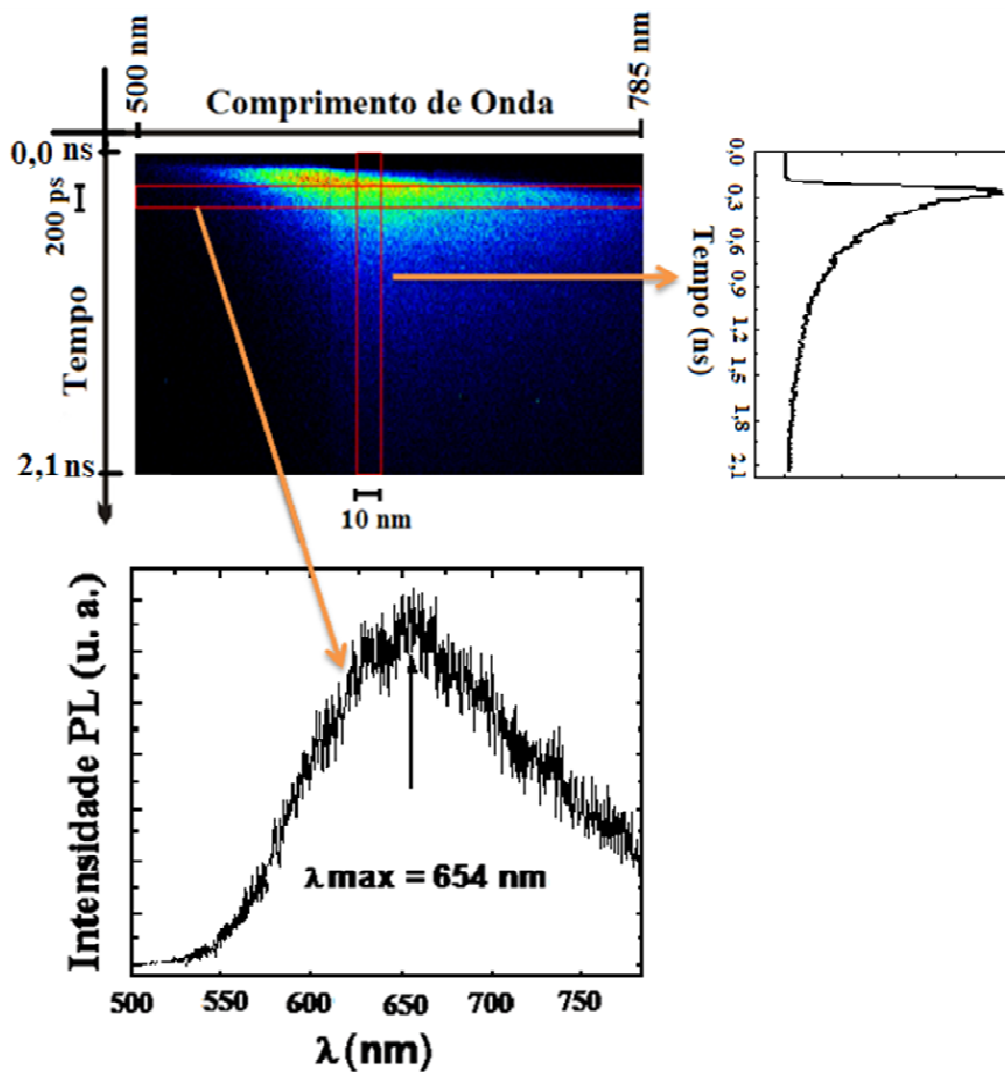 500 nm
785 nm
Comprimento de Onda
0,0 ns
200 ps
Tempo
2,1 ns
10 nm
0,0
0,3
0,6
0,9
1,2
1,5
1,8
2,1
Tempo (ns)
Intensidade PL (u. a.)
λ max = 654 nm
500
550
600
650
700
750
λ (nm)